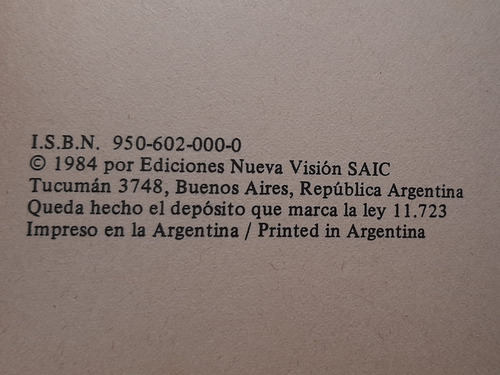 I.S.B.N. 950-602-000-0
© 1984 por Ediciones Nueva Visión SAIC
Tucumán 3748, Buenos Aires, República Argentina
Queda hecho el depósito que marca la ley 11.723
Impreso en la Argentina / Printed in Argentina